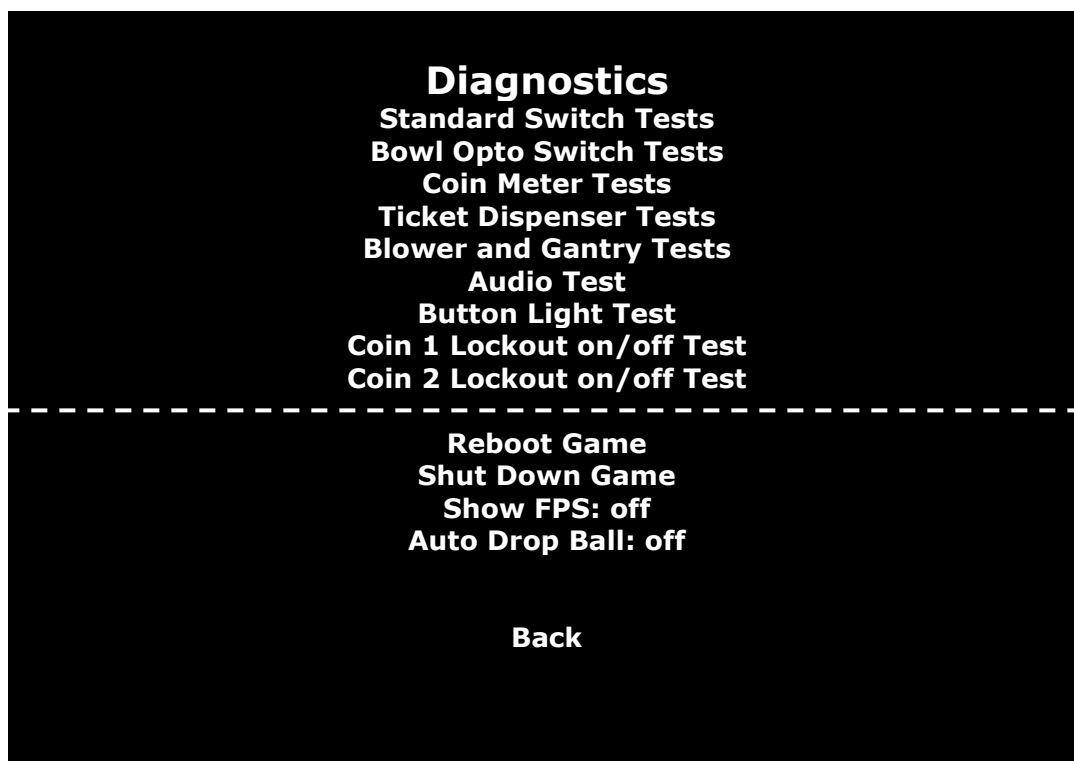 Diagnostics
Standard Switch Tests
Bowl Opto Switch Tests
Coin Meter Tests
Ticket Dispenser Tests
Blower and Gantry Tests
Audio Test
Button Light Test
Coin 1 Lockout on/off Test
Coin 2 Lockout on/off Test
Reboot Game
Shut Down Game
Show FPS: off
Auto Drop Ball: off
Back